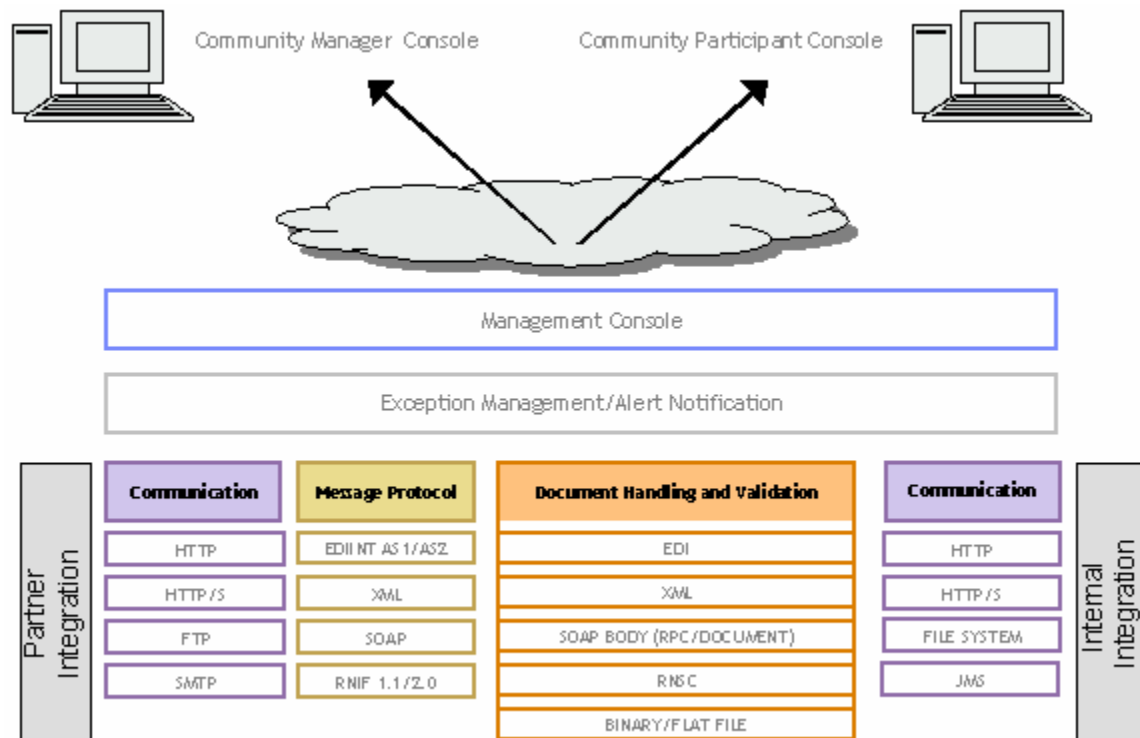 Community Manager Console
Community Participant Console
Management Console
Exception Management/Alert Notification
Partner
Integration
Communication
HTTP
HTTP/S
FTP
SMTP
Message Protocol
EDIINT AS1/AS2
XML
SOAP
RNIF 1.1/2.0
Document Handling and Validation
EDI
XML
SOAP BODY (RPC/DOCUMENT)
RNSC
BINARY/FLAT FILE
Communication
HTTP
HTTP/S
FILE SYSTEM
JMS
Internal
Integration